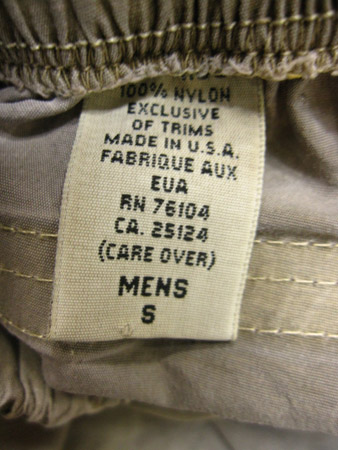 100% NYLON
EXCLUSIVE
OF TRIMS
MADE IN U.S.A.
FABRIQUE AUX
EUA
RN 76104
CA. 25124
(CARE OVER)
MENS
S